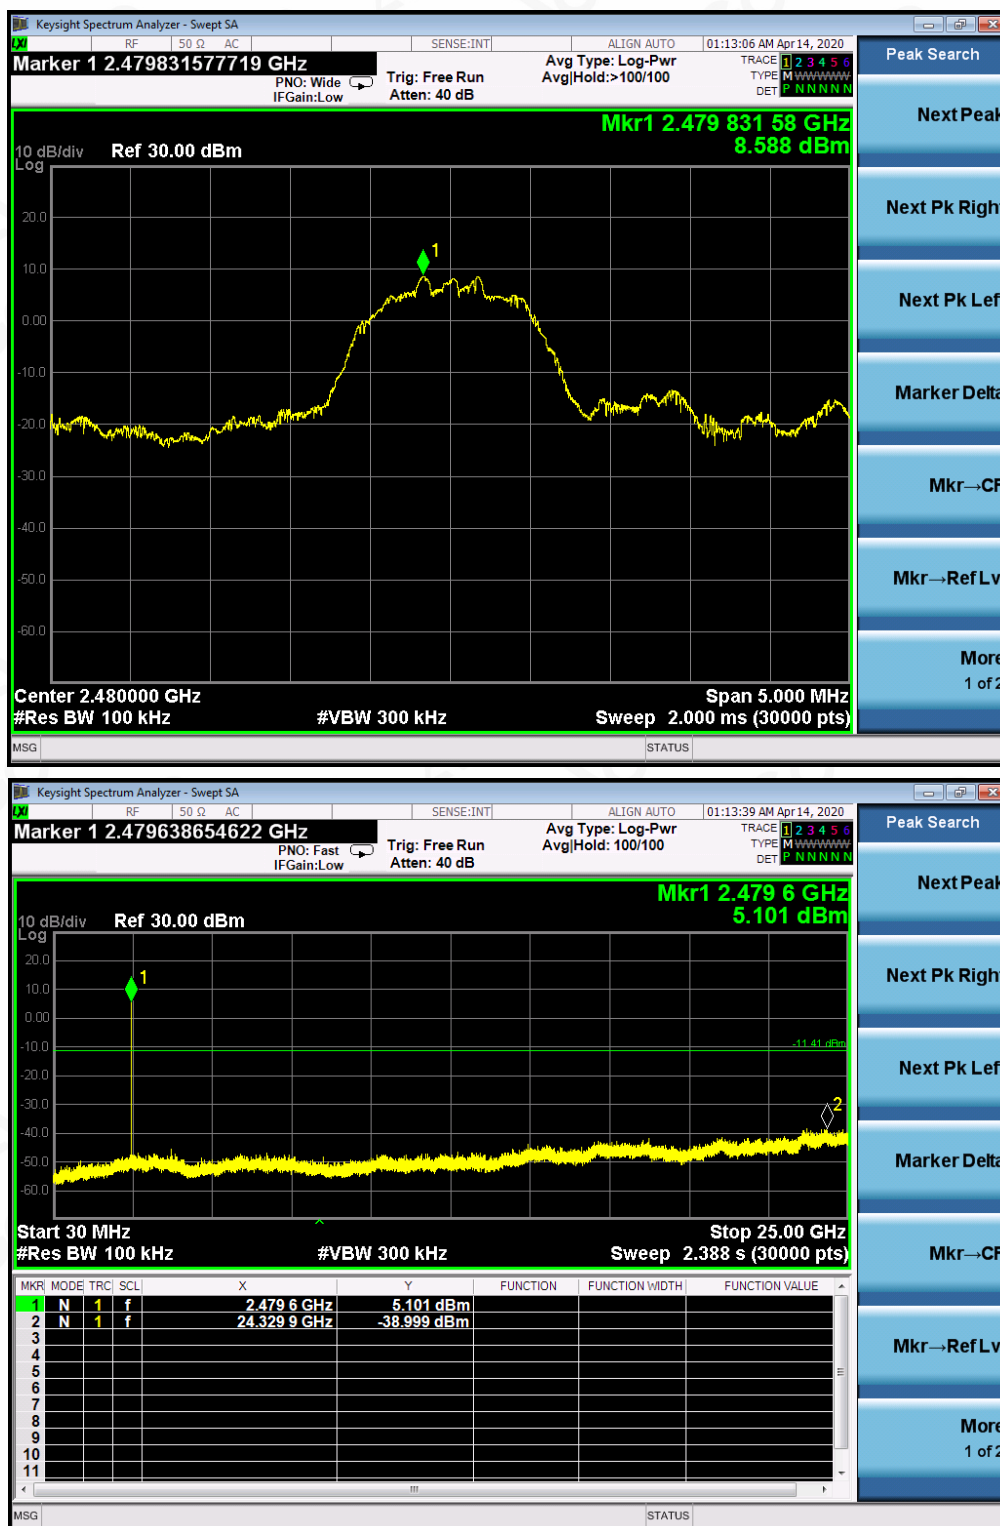 Keysight Spectrum Analyzer - Swept SA
LXI RF 50 Ω AC SENSE:INT ALIGN AUTO 01:13:06 AM Apr 14, 2020
Marker 1 2.479831577719 GHz
PNO: Wide
IFGain:Low
Trig: Free Run
Atten: 40 dB
Avg Type: Log-Pwr
Avg|Hold:>100/100
TRACE 1 2 3 4 5 6
TYPE M WWWWW
DET P N N N N N
Peak Search
Mkr1 2.479 831 58 GHz
8.588 dBm
10 dB/div Ref 30.00 dBm
Log
20.0
10.0
0.00
-10.0
-20.0
-30.0
-40.0
-50.0
-60.0
1
Center 2.480000 GHz Span 5.000 MHz
#Res BW 100 kHz #VBW 300 kHz Sweep 2.000 ms (30000 pts)
MSG STATUS
Next Peak
Next Pk Right
Next Pk Left
Marker Delta
Mkr→CF
Mkr→Ref Lv
More
1 of 2
Keysight Spectrum Analyzer - Swept SA
LXI RF 50 Ω AC SENSE:INT ALIGN AUTO 01:13:39 AM Apr 14, 2020
Marker 1 2.479638654622 GHz
PNO: Fast
IFGain:Low
Trig: Free Run
Atten: 40 dB
Avg Type: Log-Pwr
Avg|Hold: 100/100
TRACE 1 2 3 4 5 6
TYPE M WWWWW
DET P N N N N N
Peak Search
Mkr1 2.479 6 GHz
5.101 dBm
10 dB/div Ref 30.00 dBm
Log
20.0
10.0
0.00
-10.0
-20.0
-30.0
-40.0
-50.0
-60.0
1
-11.41 dBm
2
Start 30 MHz Stop 25.00 GHz
#Res BW 100 kHz #VBW 300 kHz Sweep 2.388 s (30000 pts)
MKR MODE TRC SCL X Y FUNCTION FUNCTION WIDTH FUNCTION VALUE
1 N 1 f 2.479 6 GHz 5.101 dBm
2 N 1 f 24.329 9 GHz -38.999 dBm
3
4
5
6
7
8
9
10
11
MSG STATUS
Next Peak
Next Pk Right
Next Pk Left
Marker Delta
Mkr→CF
Mkr→Ref Lv
More
1 of 2